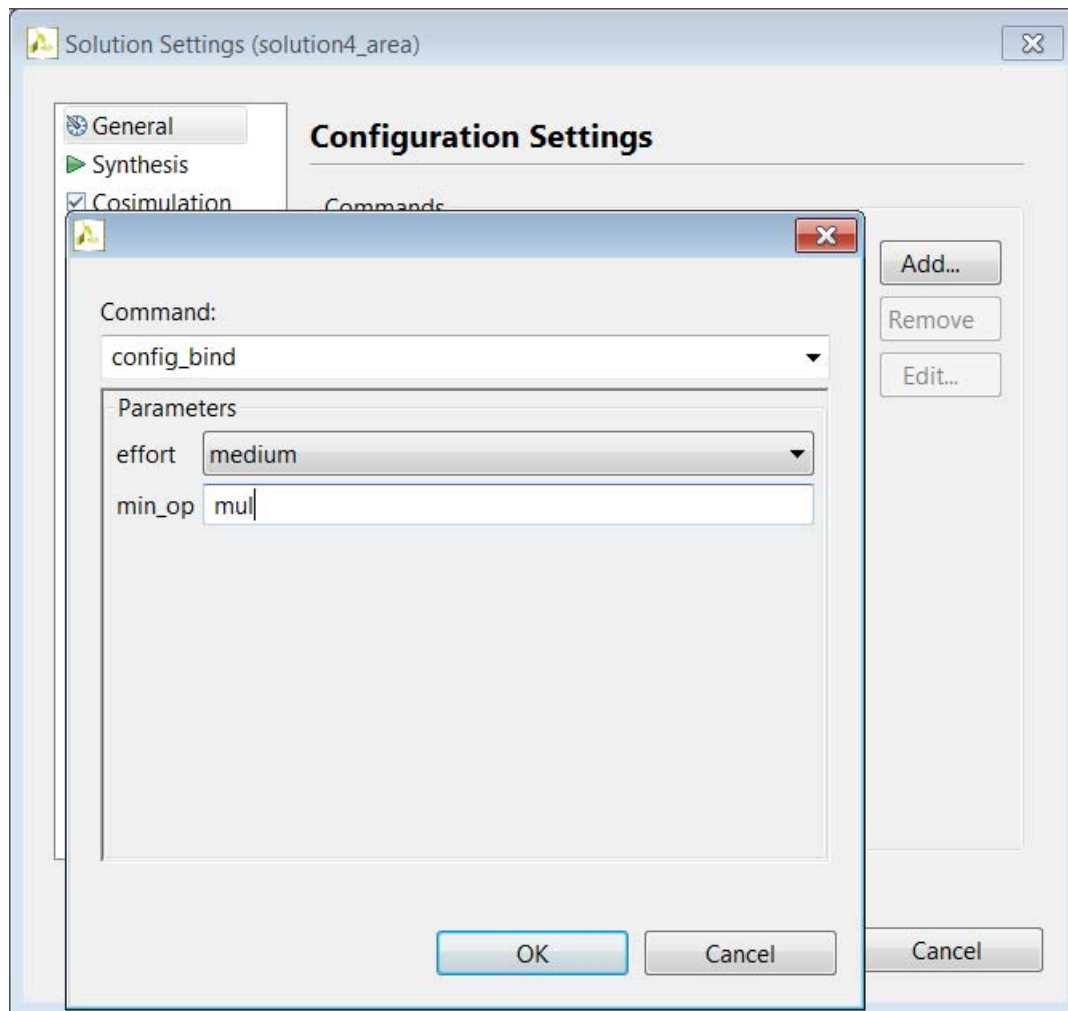 Solution Settings (solution4_area)
General
Synthesis
Cosimulation
Configuration Settings
Commands
Add...
Remove
Edit...
Command:
config_bind
Parameters
effort medium
min_op mul
OK
Cancel
Cancel